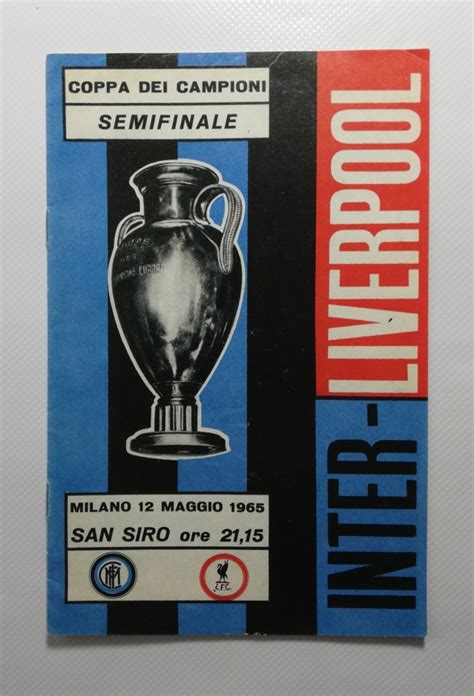 COPPA DEI CAMPIONI
SEMIFINALE
INTER-LIVERPOOL
MILANO 12 MAGGIO 1965
SAN SIRO ore 21,15
L.F.C.